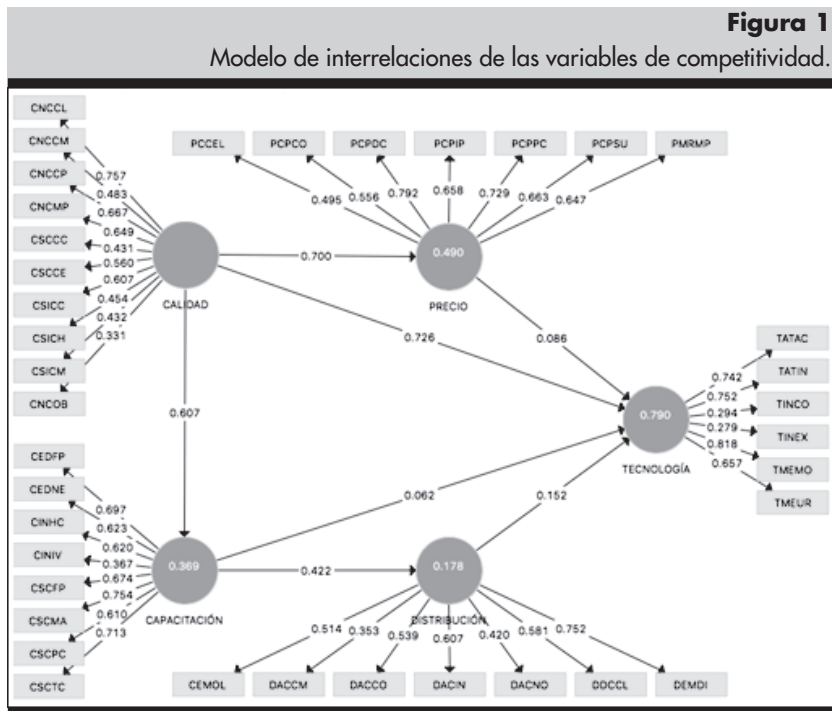 Figura 1
Modelo de interrelaciones de las variables de competitividad.
CNCCL
CNCCM
CNCCP
CNCMP
CSCCC
CSCCE
CSICC
CSICH
CSICM
CNCOB
0.757
0.483
0.667
0.649
0.431
0.560
0.607
0.454
0.432
0.331
CALIDAD
PCCEL
PCPCO
PCPDC
PCPIP
PCPPC
PCPSU
PMRMP
0.495
0.556
0.792
0.658
0.729
0.663
0.647
0.700
0.490
PRECIO
0.726
0.086
0.607
TATAC
TATIN
TINCO
TINEX
TMEMO
TMEUR
0.742
0.752
0.294
0.279
0.818
0.657
0.790
TECNOLOGÍA
CEDFP
CEDNE
CINHC
CINIV
CSCFP
CSCMA
CSCPC
CSCTC
0.697
0.623
0.620
0.367
0.674
0.754
0.610
0.713
0.369
CAPACITACIÓN
0.062
0.152
0.422
0.178
DISTRIBUCIÓN
0.514
0.353
0.539
0.607
0.420
0.581
0.752
CEMOL
DACCM
DACCO
DACIN
DACNO
DDCCL
DEMDI